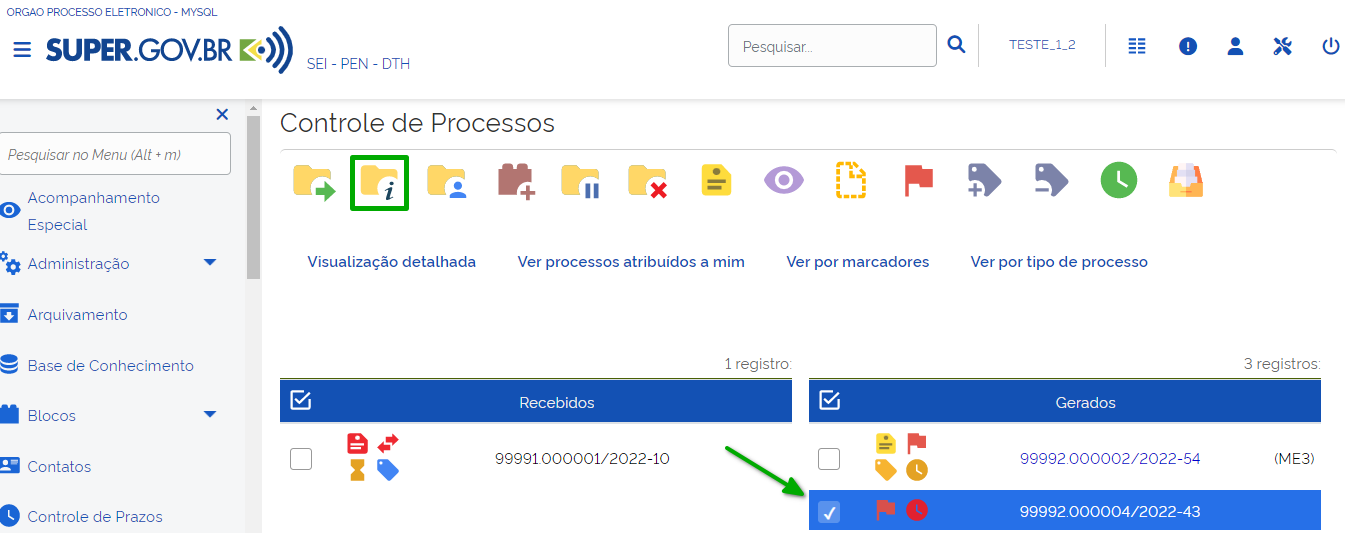 ORGAO PROCESSO ELETRONICO - MYSQL
SUPER.GOV.BR
SEI - PEN - DTH
Pesquisar...
TESTE_1_2
Pesquisar no Menu (Alt + m)
Acompanhamento
Especial
Administração
Arquivamento
Base de Conhecimento
Blocos
Contatos
Controle de Prazos
Controle de Processos
Visualização detalhada
Ver processos atribuídos a mim
Ver por marcadores
Ver por tipo de processo
1 registro:
Recebidos
99991.000001/2022-10
3 registros:
Gerados
99992.000002/2022-54 (ME3)
99992.000004/2022-43